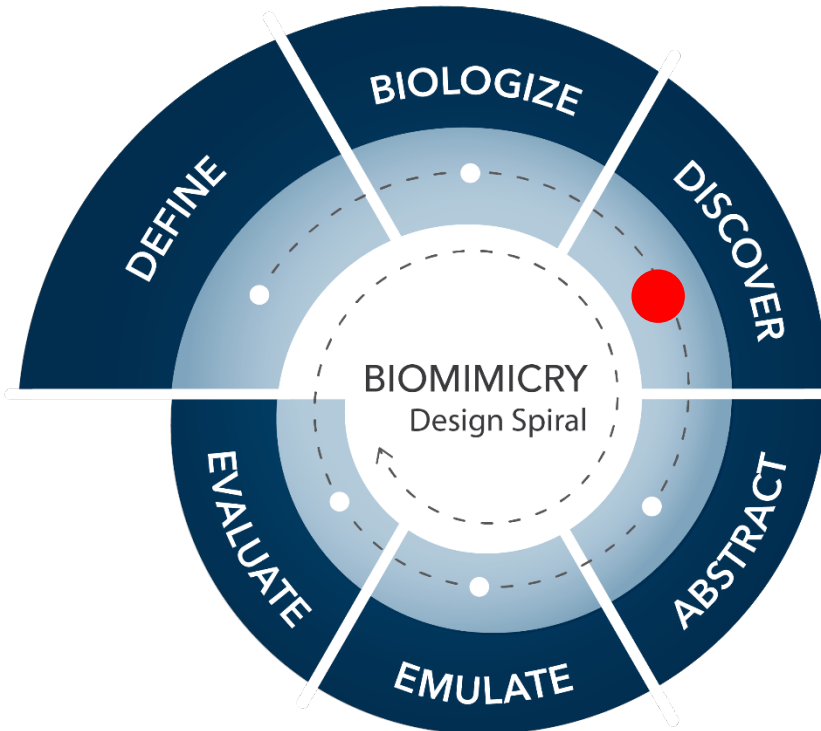 DEFINE
BIOLOGIZE
DISCOVER
ABSTRACT
EMULATE
EVALUATE
BIOMIMICRY
Design Spiral